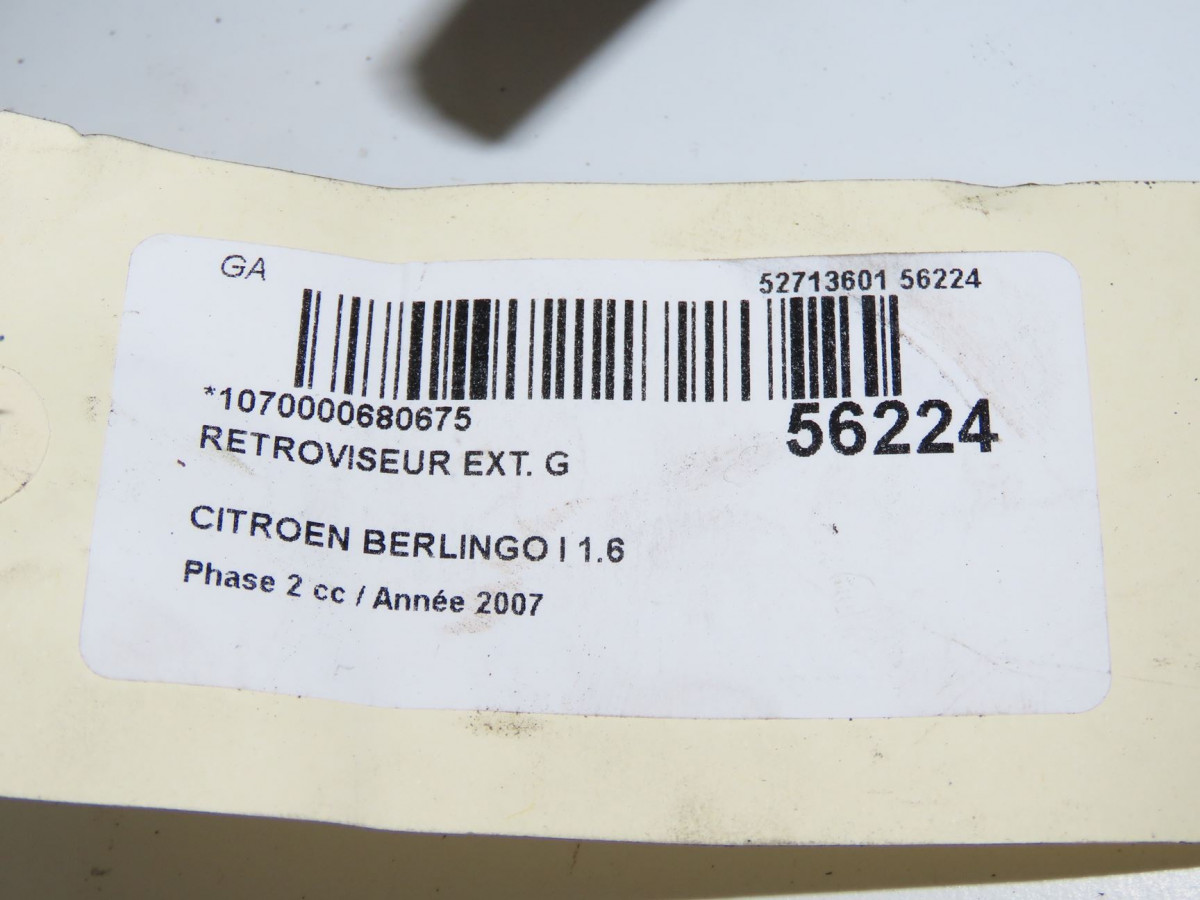 GA
52713601 56224
*1070000680675
56224
RETROVISEUR EXT. G
CITROEN BERLINGO I 1.6
Phase 2 cc / Année 2007